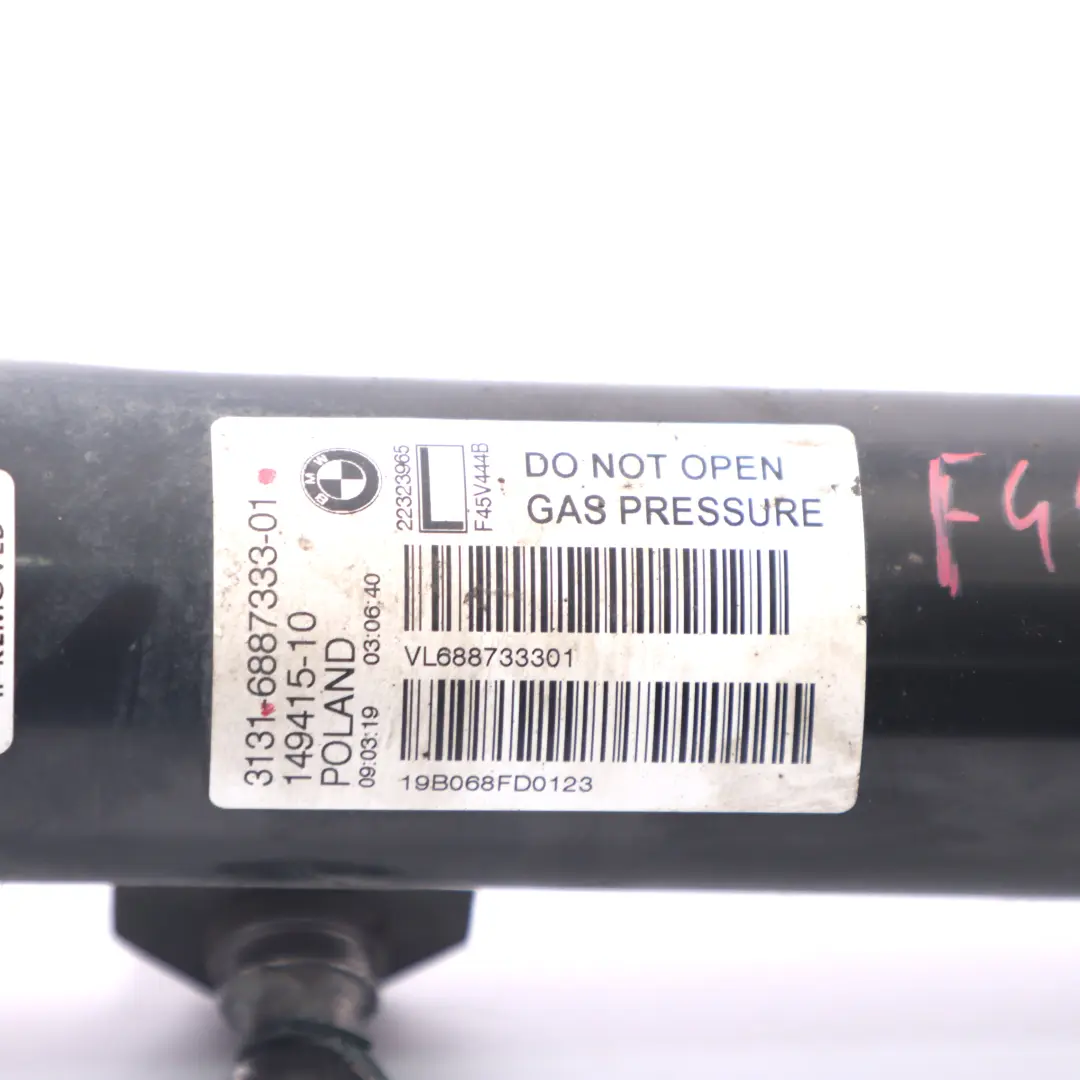 3131-6887333-01
149415-10
POLAND
09:03:19 03:06:40
BMW
22323965
F45V444B
DO NOT OPEN
GAS PRESSURE
VL688733301
19B068FD0123